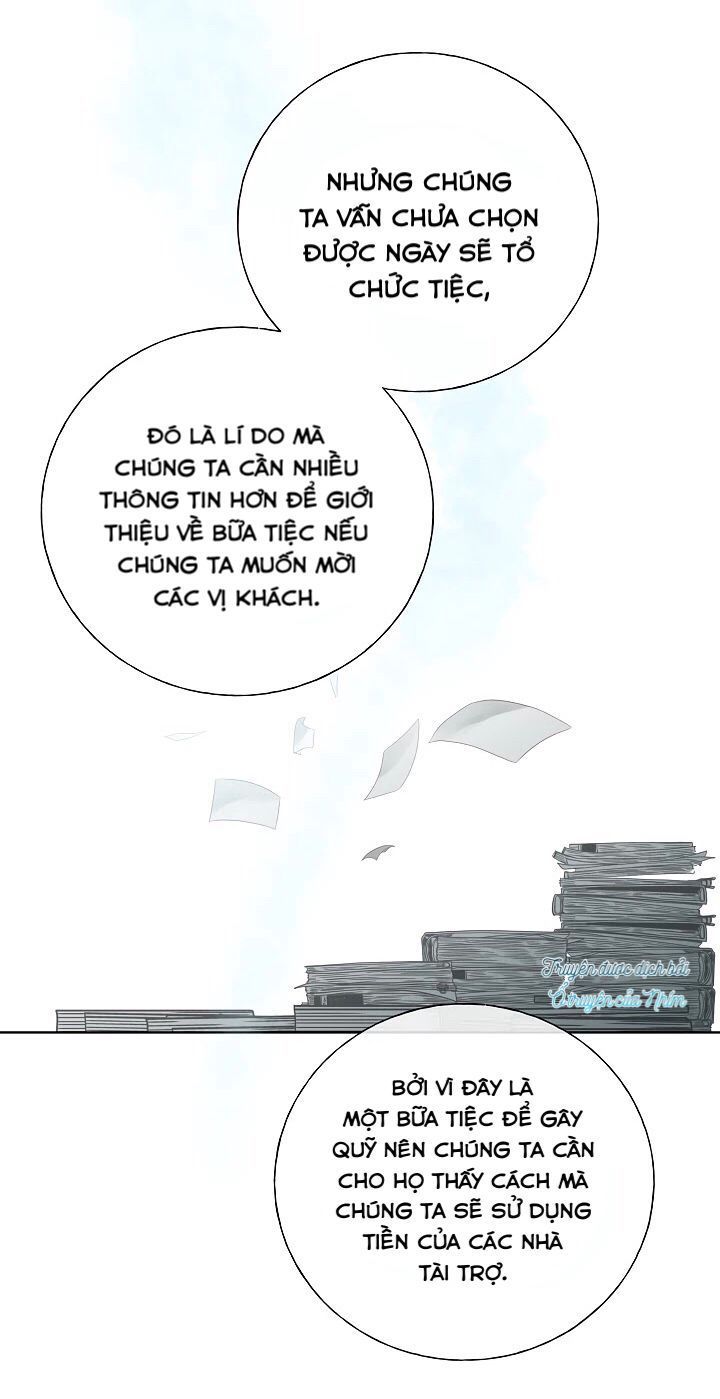 NHƯNG CHÚNG
TA VẪN CHƯA CHỌN
ĐƯỢC NGÀY SẼ TỔ
CHỨC TIỆC,
ĐÓ LÀ LÍ DO MÀ
CHÚNG TA CẦN NHIỀU
THÔNG TIN HƠN ĐỂ GIỚI
THIỆU VỀ BỮA TIỆC NẾU
CHÚNG TA MUỐN MỜI
CÁC VỊ KHÁCH.
Truyện được dịch bởi
Ổ truyện của Nhím
BỞI VÌ ĐÂY LÀ
MỘT BỮA TIỆC ĐỂ GÂY
QUỸ NÊN CHÚNG TA CẦN
CHO HỌ THẤY CÁCH MÀ
CHÚNG TA SẼ SỬ DỤNG
TIỀN CỦA CÁC NHÀ
TÀI TRỢ.